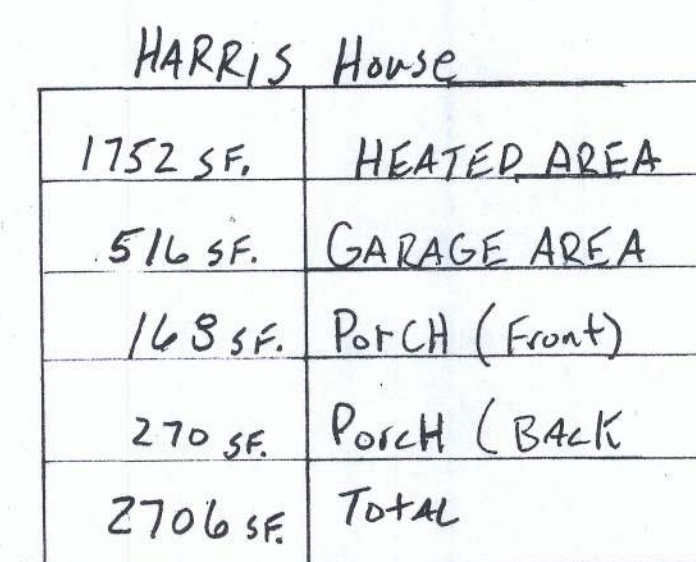 HARRIS House
1752 SF. HEATED AREA
516 SF. GARAGE AREA
168 SF. PorCH (Front)
270 SF. PorcH (BACK
2706 SF. TotAL